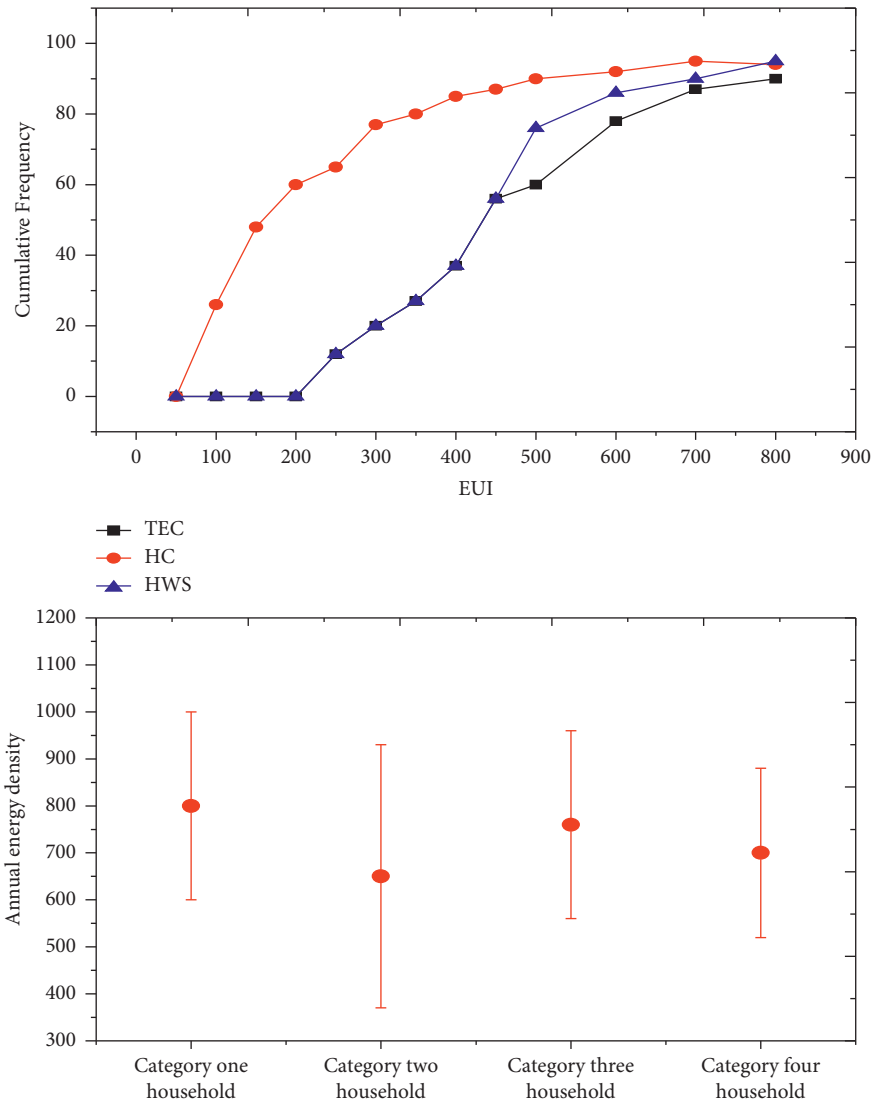 100
80
60
40
20
0
Cumulative Frequency
0 100 200 300 400 500 600 700 800 900
EUI
TEC
HC
HWS
1200
1100
1000
900
800
700
600
500
400
300
Annual energy density
Category one household
Category two household
Category three household
Category four household